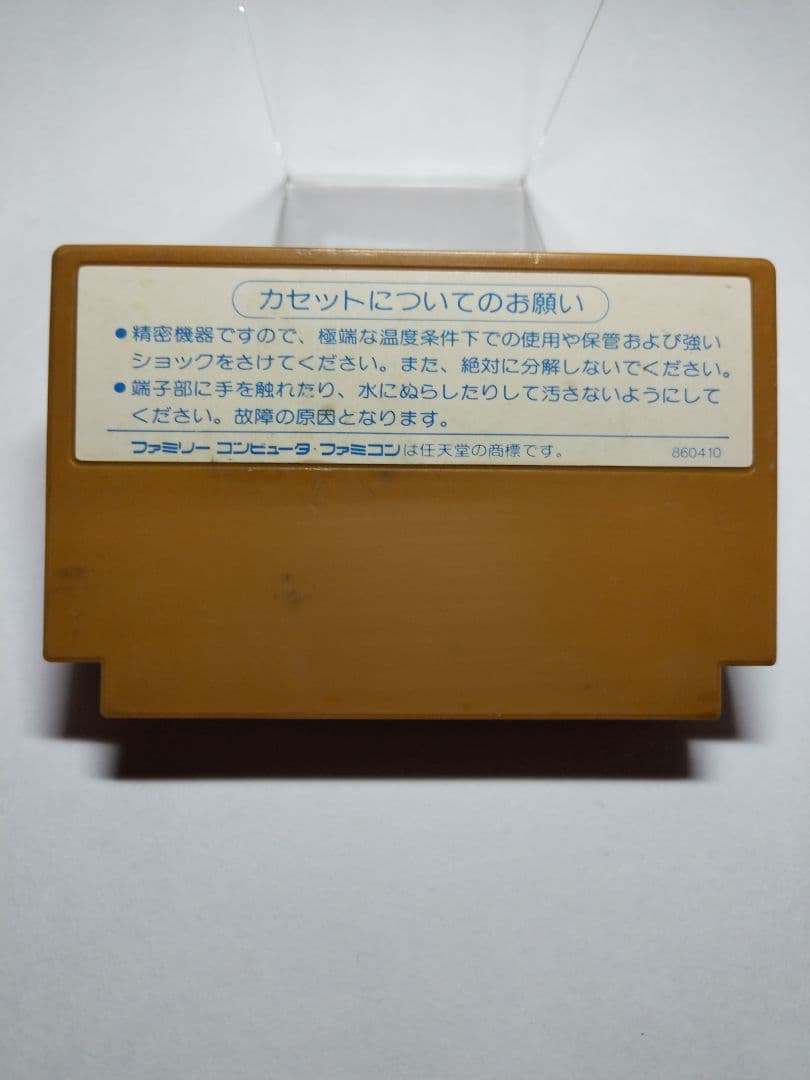 カセットについてのお願い
●精密機器ですので、極端な温度条件下での使用や保管および強い
ショックをさけてください。また、絶対に分解しないでください。
●端子部に手を触れたり、水にぬらしたりして汚さないようにして
ください。故障の原因となります。
ファミリー コンピュータ・ファミコンは任天堂の商標です。 860410